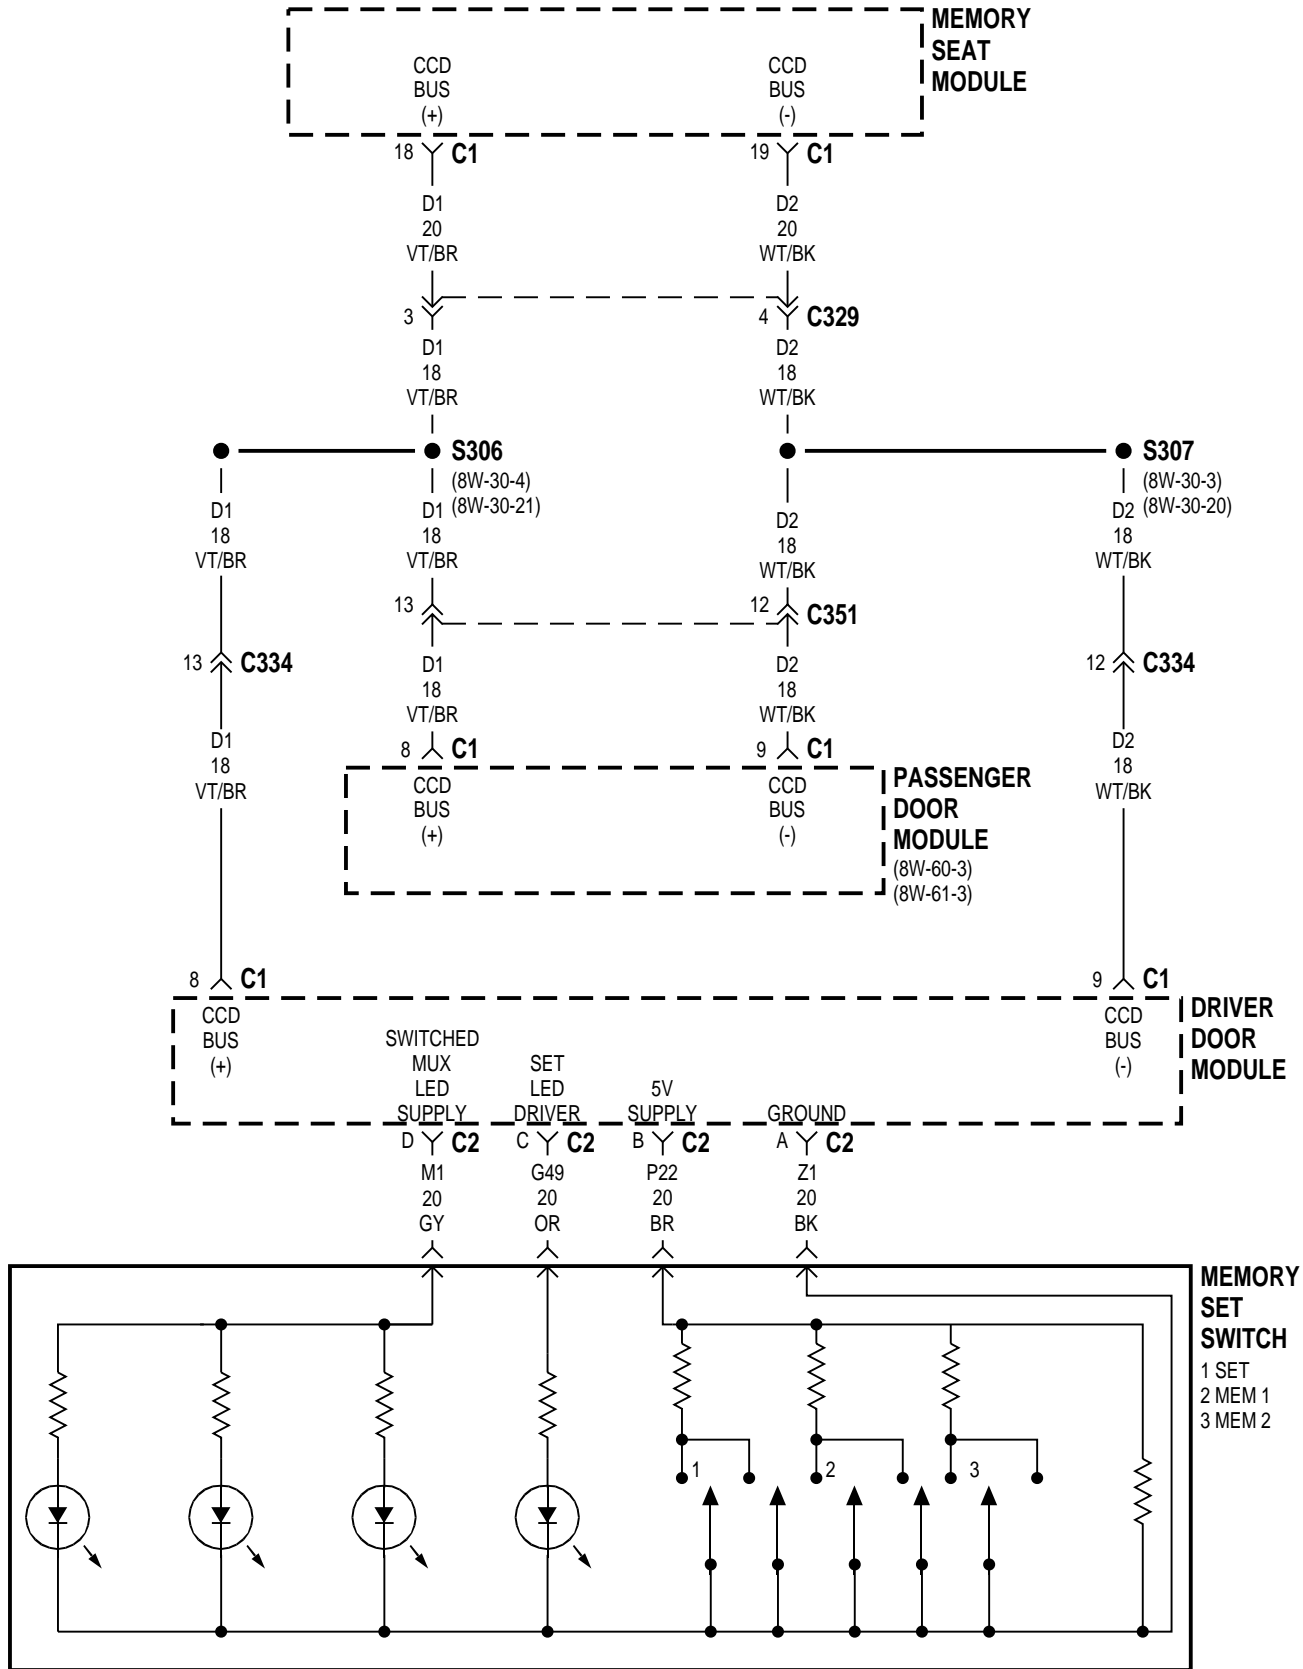 MEMORY
SEAT
MODULE
CCD
BUS
(+)
CCD
BUS
(-)
18 C1
19 C1
D1
20
VT/BR
D2
20
WT/BK
3
4 C329
D1
18
VT/BR
D2
18
WT/BK
S306
(8W-30-4)
(8W-30-21)
S307
(8W-30-3)
(8W-30-20)
D1
18
VT/BR
D1
18
VT/BR
D2
18
WT/BK
D2
18
WT/BK
13
12 C351
13 C334
12 C334
D1
18
VT/BR
D2
18
WT/BK
D1
18
VT/BR
D2
18
WT/BK
8 C1
9 C1
CCD
BUS
(+)
CCD
BUS
(-)
PASSENGER
DOOR
MODULE
(8W-60-3)
(8W-61-3)
8 C1
9 C1
CCD
BUS
(+)
CCD
BUS
(-)
DRIVER
DOOR
MODULE
SWITCHED
MUX
LED
SUPPLY
SET
LED
DRIVER
5V
SUPPLY
GROUND
D C2
C C2
B C2
A C2
M1
20
GY
G49
20
OR
P22
20
BR
Z1
20
BK
MEMORY
SET
SWITCH
1 SET
2 MEM 1
3 MEM 2
1
2
3